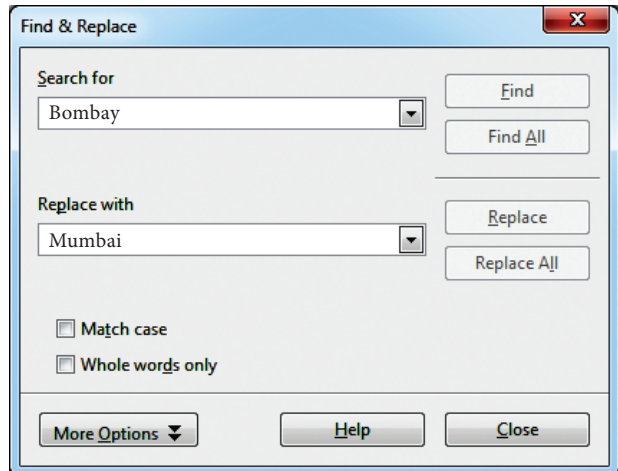 Find & Replace
Search for
Bombay
Find
Find All
Replace with
Mumbai
Replace
Replace All
Match case
Whole words only
More Options
Help
Close